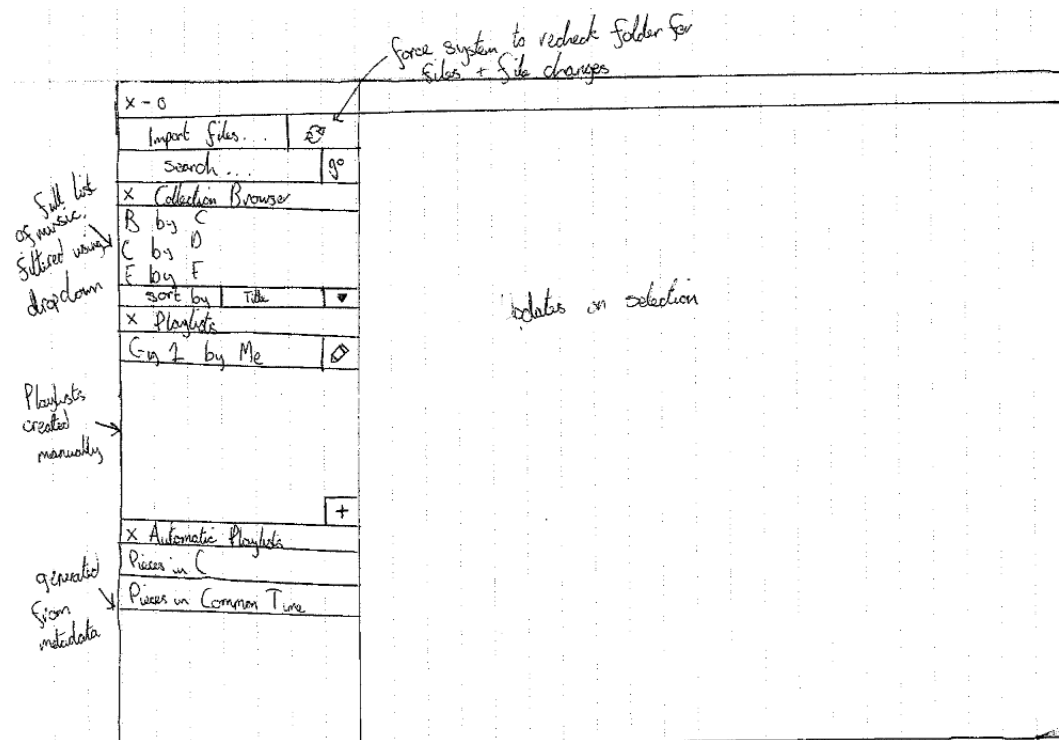 force system to recheck folder for
files + file changes
x - o
Import files...
Search...
go
X Collection Browser
full list
of music,
filtered using
dropdown
B by C
C by D
E by F
sort by Title
X Playlists
by Me
Playlists
created
manually
+
X Automatic Playlists
Pieces in C
Pieces in Common Time
generated
from
metadata
updates on selection